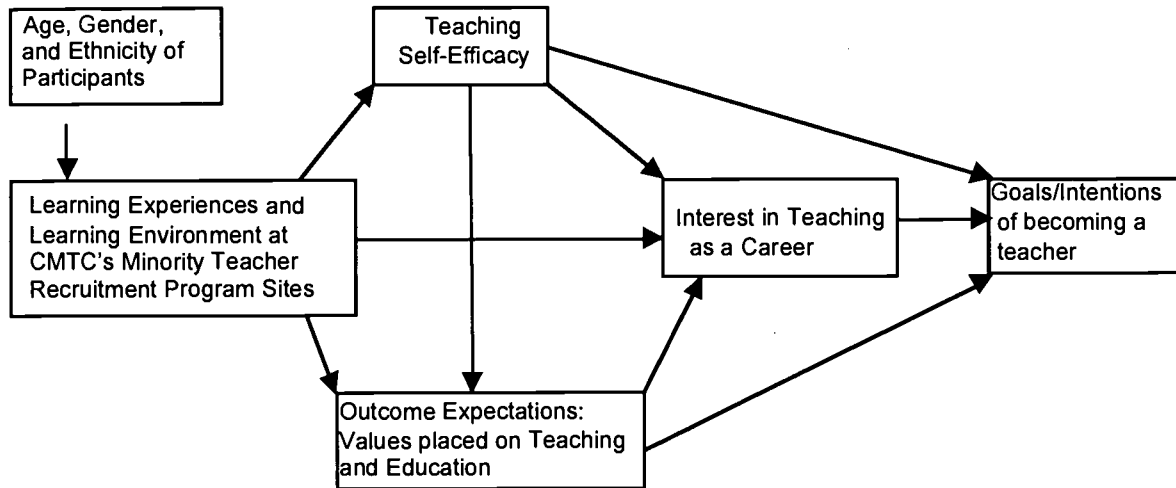 Age, Gender,
and Ethnicity of
Participants
Teaching
Self-Efficacy
Learning Experiences and
Learning Environment at
CMTC's Minority Teacher
Recruitment Program Sites
Interest in Teaching
as a Career
Goals/Intentions
of becoming a
teacher
Outcome Expectations:
Values placed on Teaching
and Education